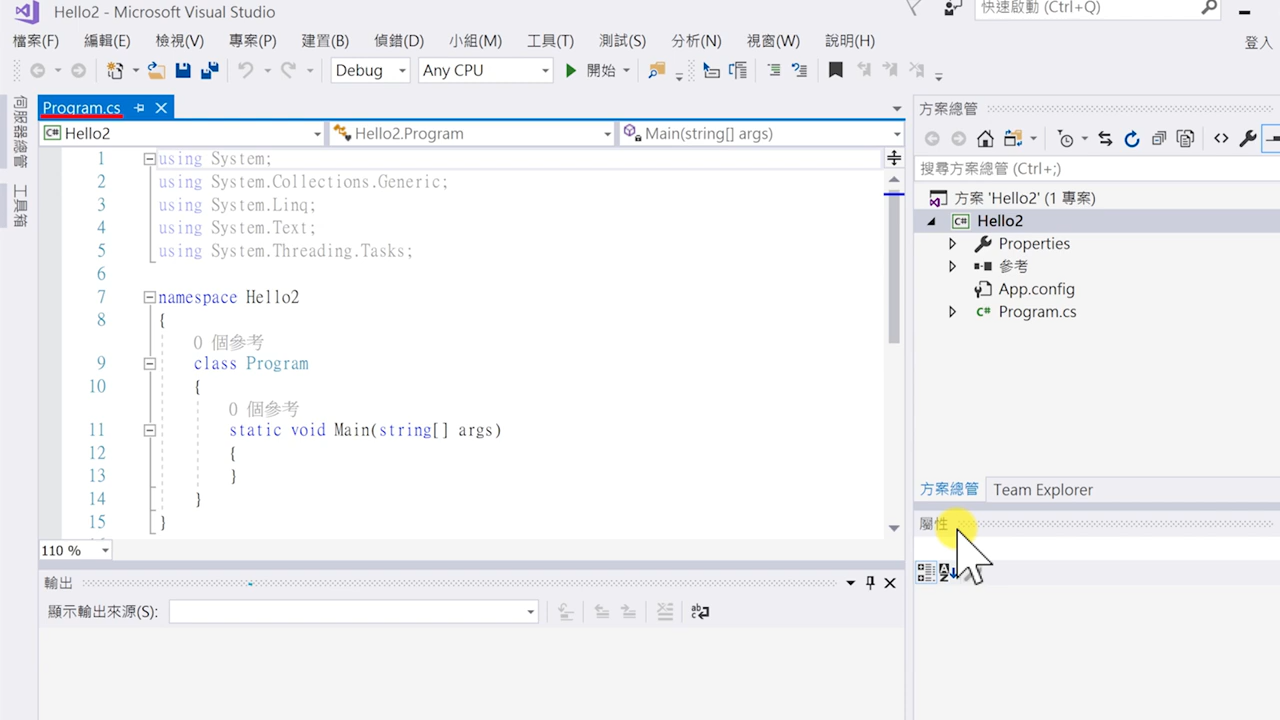 Hello2 - Microsoft Visual Studio
快速啟動 (Ctrl+Q)
檔案(F) 編輯(E) 檢視(V) 專案(P) 建置(B) 偵錯(D) 小組(M) 工具(T) 測試(S) 分析(N) 視窗(W) 說明(H)
登入
Debug Any CPU 開始
伺服器總管
工具箱
Program.cs
Hello2 Hello2.Program Main(string[] args)
1 using System;
2 using System.Collections.Generic;
3 using System.Linq;
4 using System.Text;
5 using System.Threading.Tasks;
6
7 namespace Hello2
8 {
0 個參考
9 class Program
10 {
0 個參考
11 static void Main(string[] args)
12 {
13 }
14 }
15 }
110 %
輸出
顯示輸出來源(S):
方案總管
搜尋方案總管 (Ctrl+;)
方案 'Hello2' (1 專案)
C# Hello2
Properties
參考
App.config
C# Program.cs
方案總管 Team Explorer
屬性